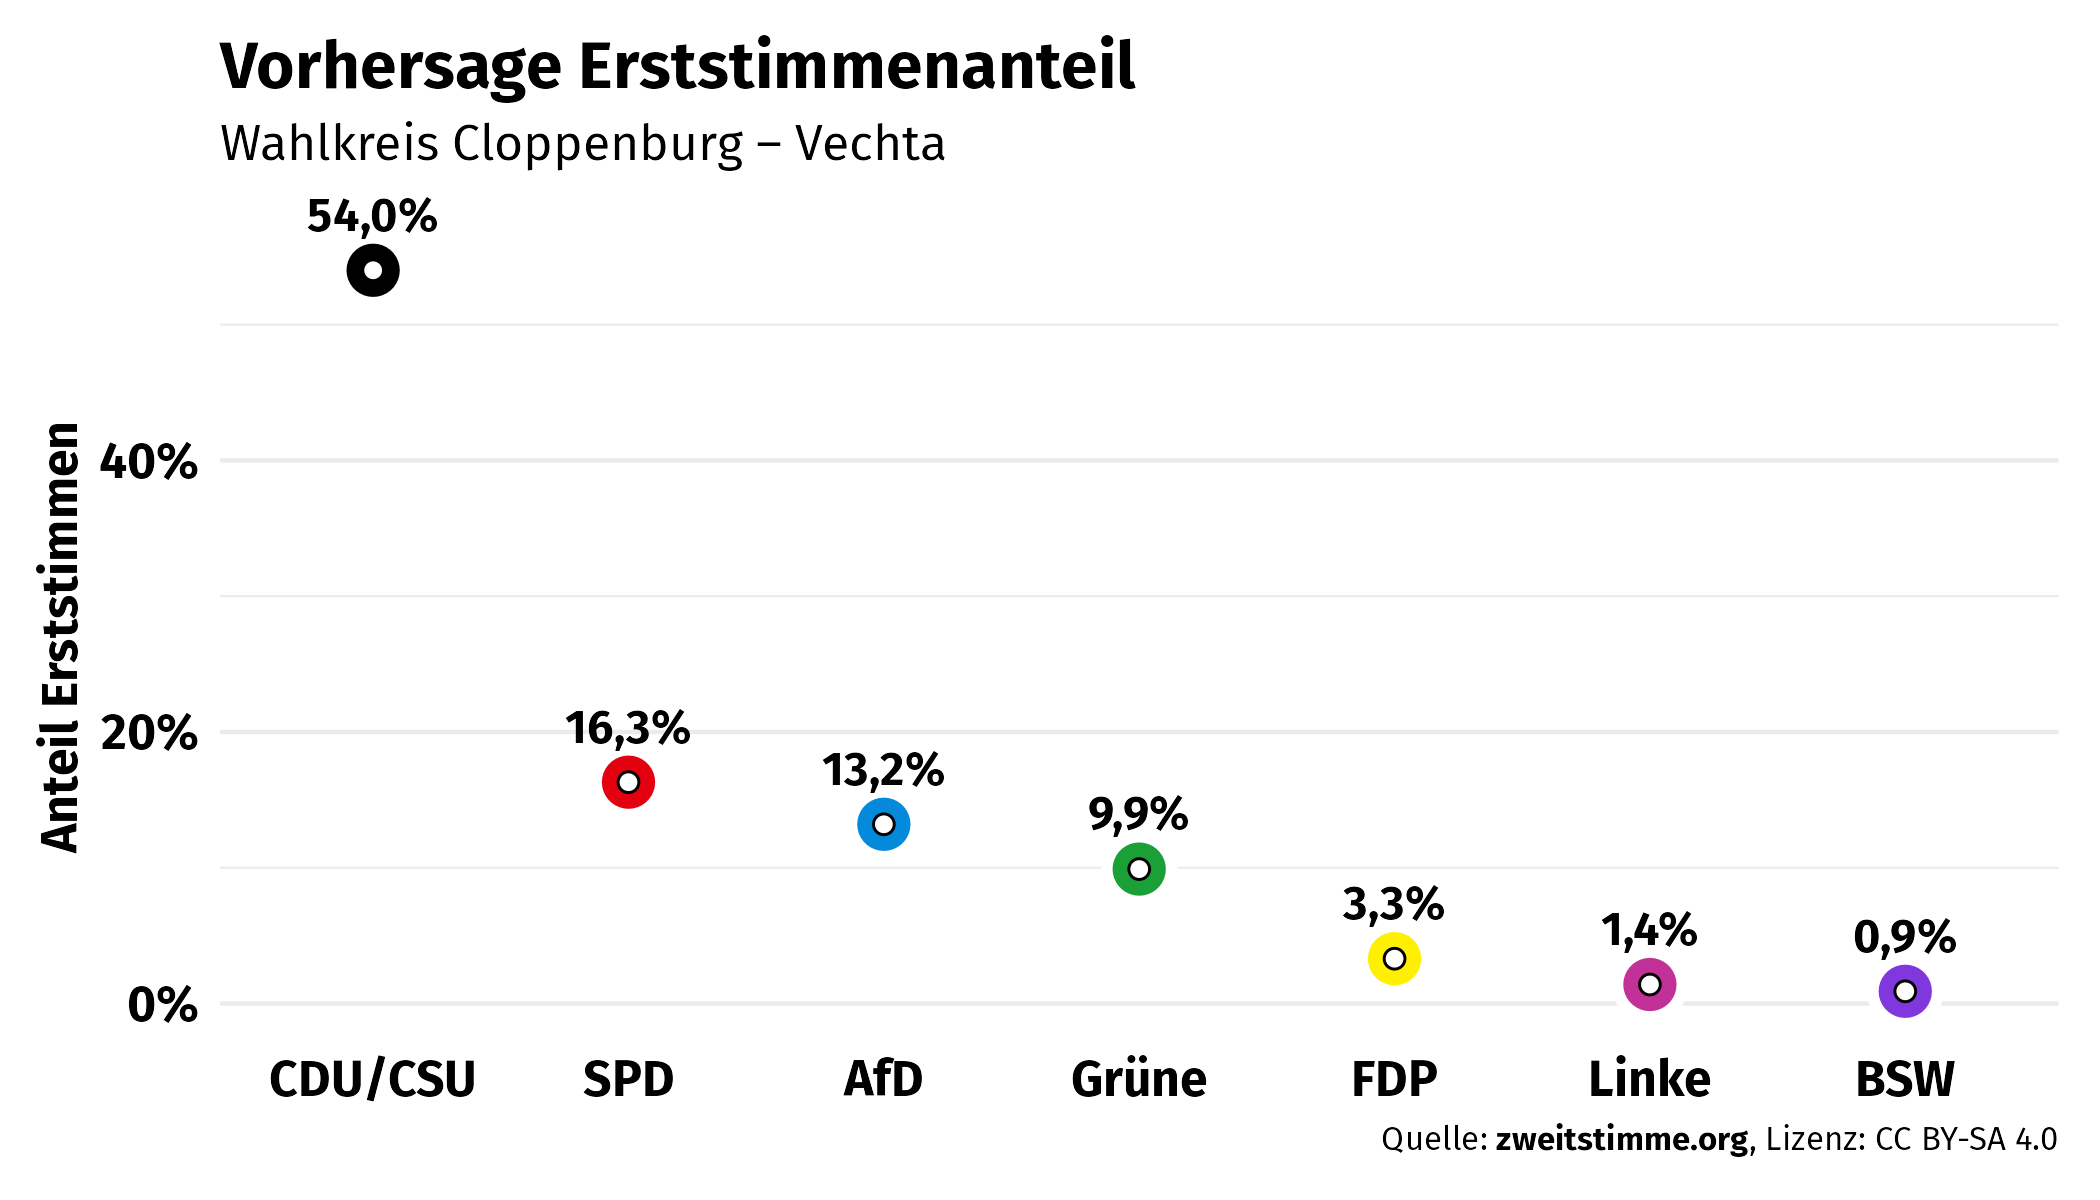 Vorhersage Erststimmenanteil
Wahlkreis Cloppenburg – Vechta
54,0%
40%
Anteil Erststimmen
20%
16,3%
13,2%
9,9%
3,3%
1,4%
0,9%
0%
CDU/CSU SPD AfD Grüne FDP Linke BSW
Quelle: zweitstimme.org, Lizenz: CC BY-SA 4.0